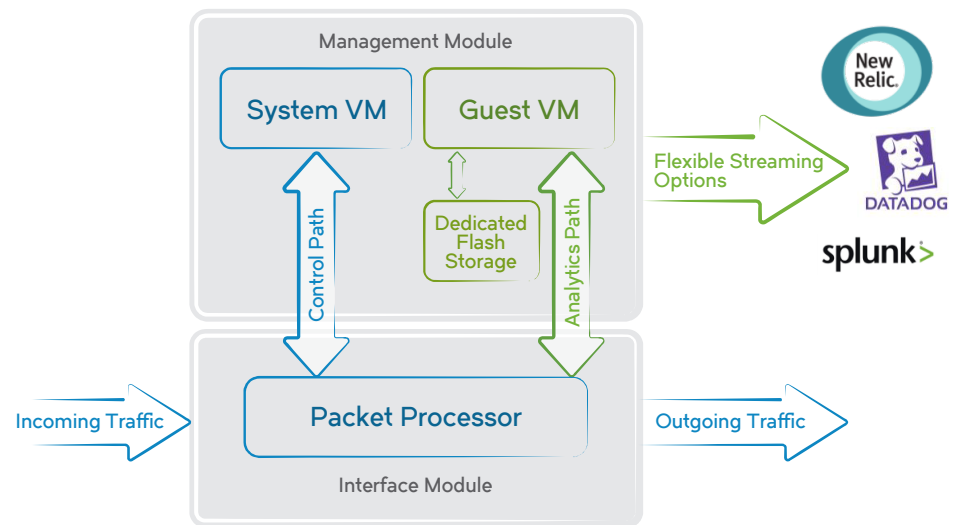 Management Module
System VM
Guest VM
New
Relic.
Flexible Streaming
Options
DATADOG
Dedicated
Flash
Storage
splunk>
Control Path
Analytics Path
Incoming Traffic
Packet Processor
Outgoing Traffic
Interface Module